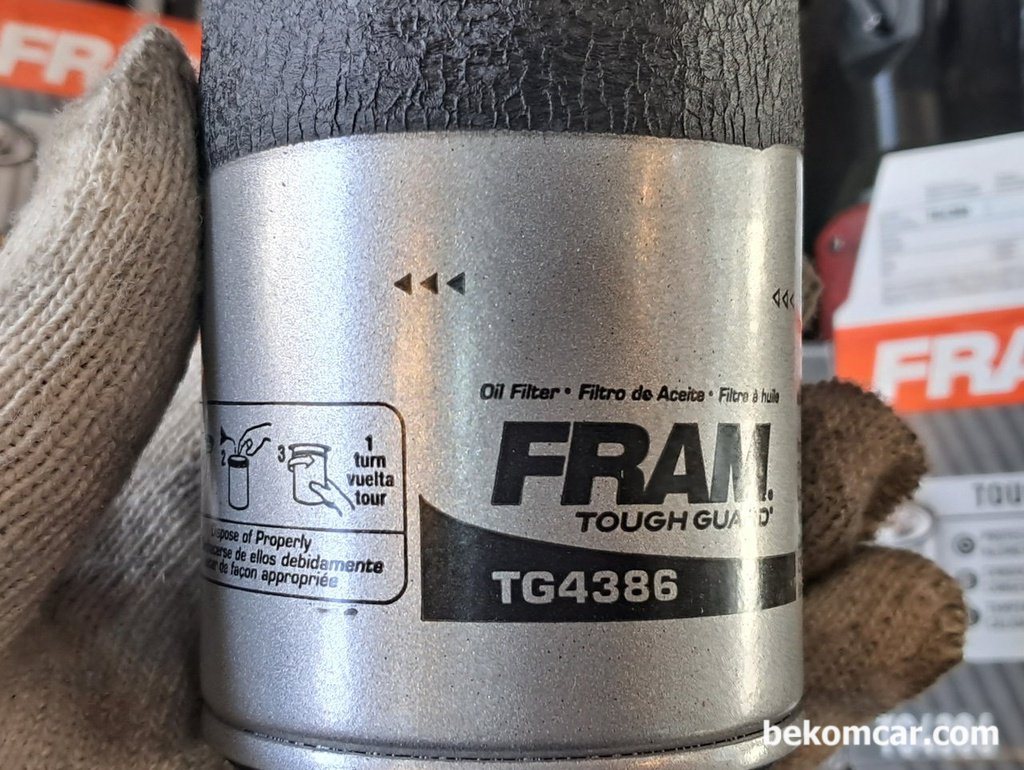 FRA
Oil Filter • Filtro de Aceite • Filtre à huile
FRAM®
TOUGH GUARD®
TG4386
2
3
1
turn
vuelta
tour
Dispose of Properly
de ellos debidamente
de façon appropriée
FRA
TOU
bekomcar.com